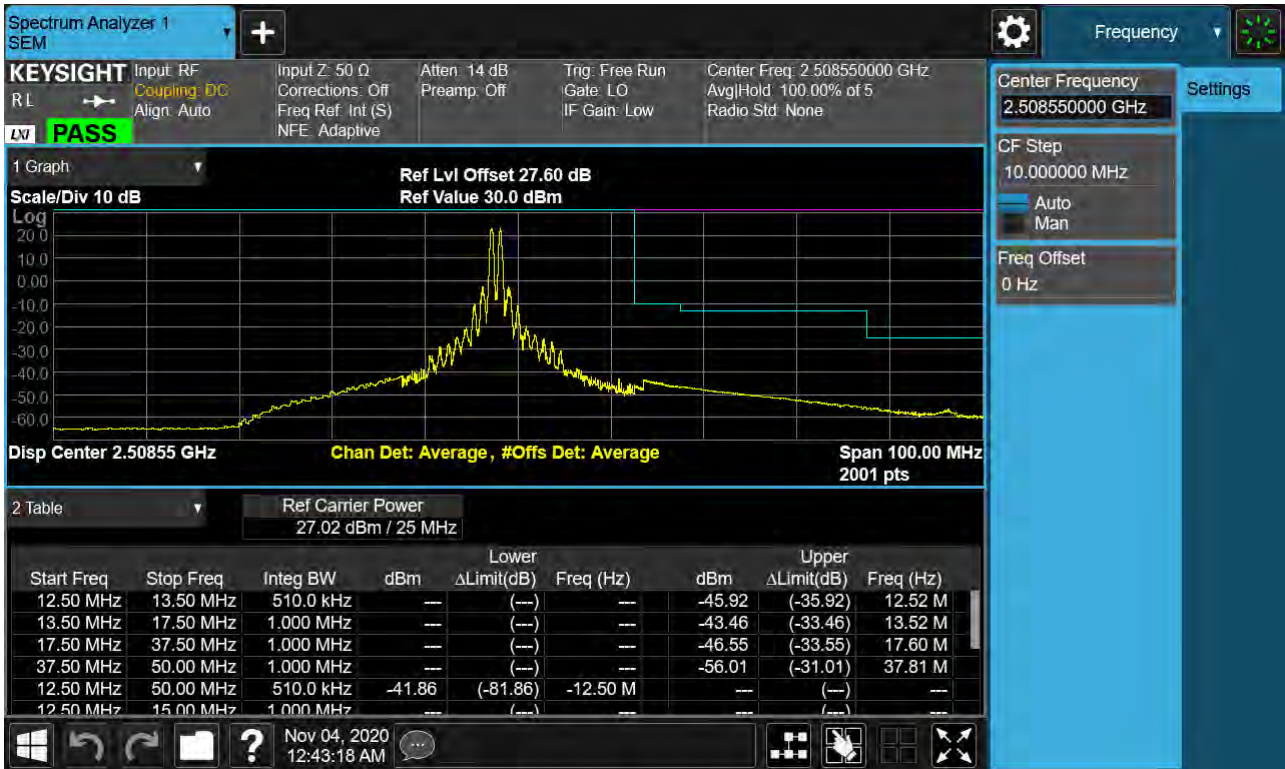 Spectrum Analyzer 1
SEM
Frequency
KEYSIGHT
R L
LXI
PASS
Input: RF
Coupling: DC
Align: Auto
Input Z: 50 Ω
Corrections: Off
Freq Ref: Int (S)
NFE: Adaptive
Atten: 14 dB
Preamp: Off
Trig: Free Run
Gate: LO
IF Gain: Low
Center Freq: 2.508550000 GHz
Avg|Hold: 100.00% of 5
Radio Std: None
Center Frequency
2.508550000 GHz
Settings
CF Step
10.000000 MHz
Auto
Man
Freq Offset
0 Hz
1 Graph
Scale/Div 10 dB
Ref Lvl Offset 27.60 dB
Ref Value 30.0 dBm
Log
20.0
10.0
0.00
-10.0
-20.0
-30.0
-40.0
-50.0
-60.0
Disp Center 2.50855 GHz
Chan Det: Average, #Offs Det: Average
Span 100.00 MHz
2001 pts
2 Table
Ref Carrier Power
27.02 dBm / 25 MHz
Lower Upper
Start Freq Stop Freq Integ BW dBm ΔLimit(dB) Freq (Hz) dBm ΔLimit(dB) Freq (Hz)
12.50 MHz 13.50 MHz 510.0 kHz --- (---) --- -45.92 (-35.92) 12.52 M
13.50 MHz 17.50 MHz 1.000 MHz --- (---) --- -43.46 (-33.46) 13.52 M
17.50 MHz 37.50 MHz 1.000 MHz --- (---) --- -46.55 (-33.55) 17.60 M
37.50 MHz 50.00 MHz 1.000 MHz --- (---) --- -56.01 (-31.01) 37.81 M
12.50 MHz 50.00 MHz 510.0 kHz -41.86 (-81.86) -12.50 M --- (---) ---
12.50 MHz 15.00 MHz 1.000 MHz --- (---) --- --- (---) ---
?
Nov 04, 2020
12:43:18 AM